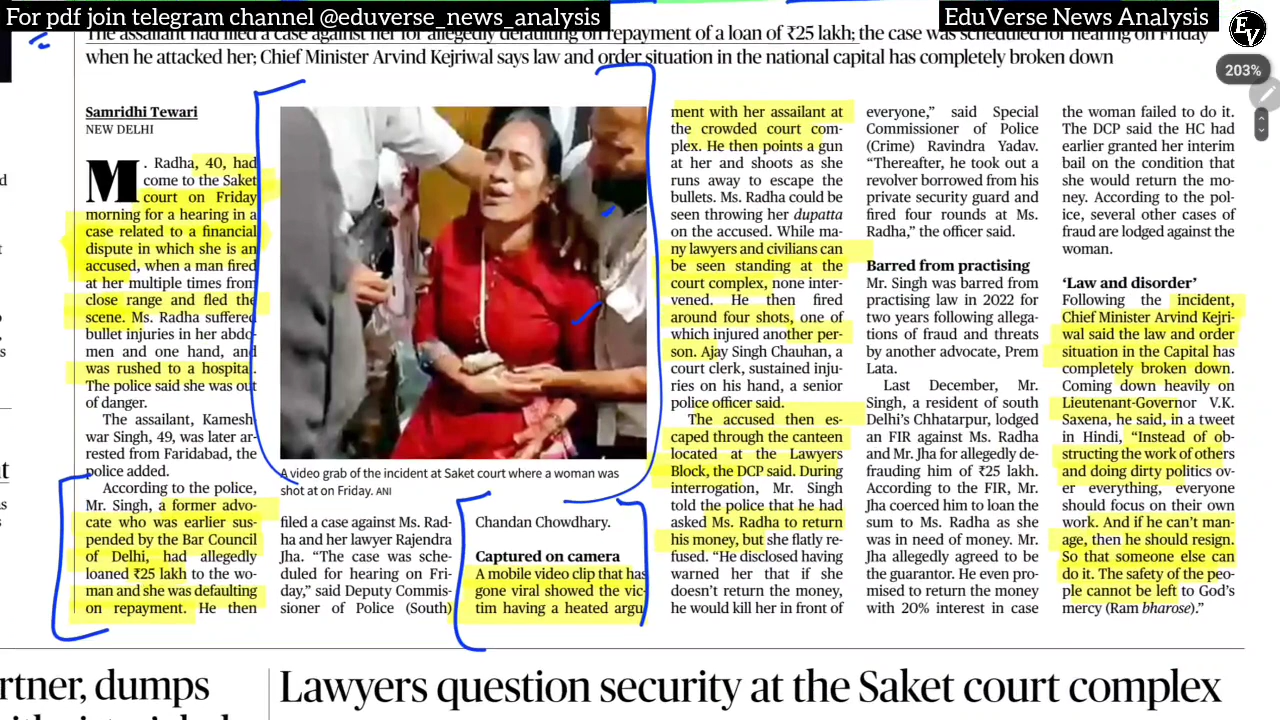 For pdf join telegram channel @eduverse_news_analysis
EduVerse News Analysis
EV
203%
The assailant had filed a case against her for allegedly defaulting on repayment of a loan of ₹25 lakh; the case was scheduled for hearing on Friday
when he attacked her; Chief Minister Arvind Kejriwal says law and order situation in the national capital has completely broken down
Samridhi Tewari
NEW DELHI
M. Radha, 40, had
come to the Saket
court on Friday
morning for a hearing in a
case related to a financial
dispute in which she is an
accused, when a man fired
at her multiple times from
close range and fled the
scene. Ms. Radha suffered
bullet injuries in her abdo-
men and one hand, and
was rushed to a hospital.
The police said she was out
of danger.
The assailant, Kamesh-
war Singh, 49, was later ar-
rested from Faridabad, the
police added.
According to the police,
Mr. Singh, a former advo-
cate who was earlier sus-
pended by the Bar Council
of Delhi, had allegedly
loaned ₹25 lakh to the wo-
man and she was defaulting
on repayment. He then
A video grab of the incident at Saket court where a woman was
shot at on Friday. ANI
filed a case against Ms. Rad-
ha and her lawyer Rajendra
Jha. “The case was sche-
duled for hearing on Fri-
day,” said Deputy Commis-
sioner of Police (South)
Chandan Chowdhary.
Captured on camera
A mobile video clip that has
gone viral showed the vic-
tim having a heated argu
ment with her assailant at
the crowded court com-
plex. He then points a gun
at her and shoots as she
runs away to escape the
bullets. Ms. Radha could be
seen throwing her dupatta
on the accused. While ma-
ny lawyers and civilians can
be seen standing at the
court complex, none inter-
vened. He then fired
around four shots, one of
which injured another per-
son. Ajay Singh Chauhan, a
court clerk, sustained inju-
ries on his hand, a senior
police officer said.
The accused then es-
caped through the canteen
located at the Lawyers
Block, the DCP said. During
interrogation, Mr. Singh
told the police that he had
asked Ms. Radha to return
his money, but she flatly re-
fused. “He disclosed having
warned her that if she
doesn’t return the money,
he would kill her in front of
everyone,” said Special
Commissioner of Police
(Crime) Ravindra Yadav.
“Thereafter, he took out a
revolver borrowed from his
private security guard and
fired four rounds at Ms.
Radha,” the officer said.
Barred from practising
Mr. Singh was barred from
practising law in 2022 for
two years following allega-
tions of fraud and threats
by another advocate, Prem
Lata.
Last December, Mr.
Singh, a resident of south
Delhi’s Chhatarpur, lodged
an FIR against Ms. Radha
and Mr. Jha for allegedly de-
frauding him of ₹25 lakh.
According to the FIR, Mr.
Jha coerced him to loan the
sum to Ms. Radha as she
was in need of money. Mr.
Jha allegedly agreed to be
the guarantor. He even pro-
mised to return the money
with 20% interest in case
the woman failed to do it.
The DCP said the HC had
earlier granted her interim
bail on the condition that
she would return the mo-
ney. According to the pol-
ice, several other cases of
fraud are lodged against the
woman.
‘Law and disorder’
Following the incident,
Chief Minister Arvind Kejri-
wal said the law and order
situation in the Capital has
completely broken down.
Coming down heavily on
Lieutenant-Governor V.K.
Saxena, he said, in a tweet
in Hindi, “Instead of ob-
structing the work of others
and doing dirty politics ov-
er everything, everyone
should focus on their own
work. And if he can’t man-
age, then he should resign.
So that someone else can
do it. The safety of the peo-
ple cannot be left to God’s
mercy (Ram bharose).”
rtner, dumps
Lawyers question security at the Saket court complex